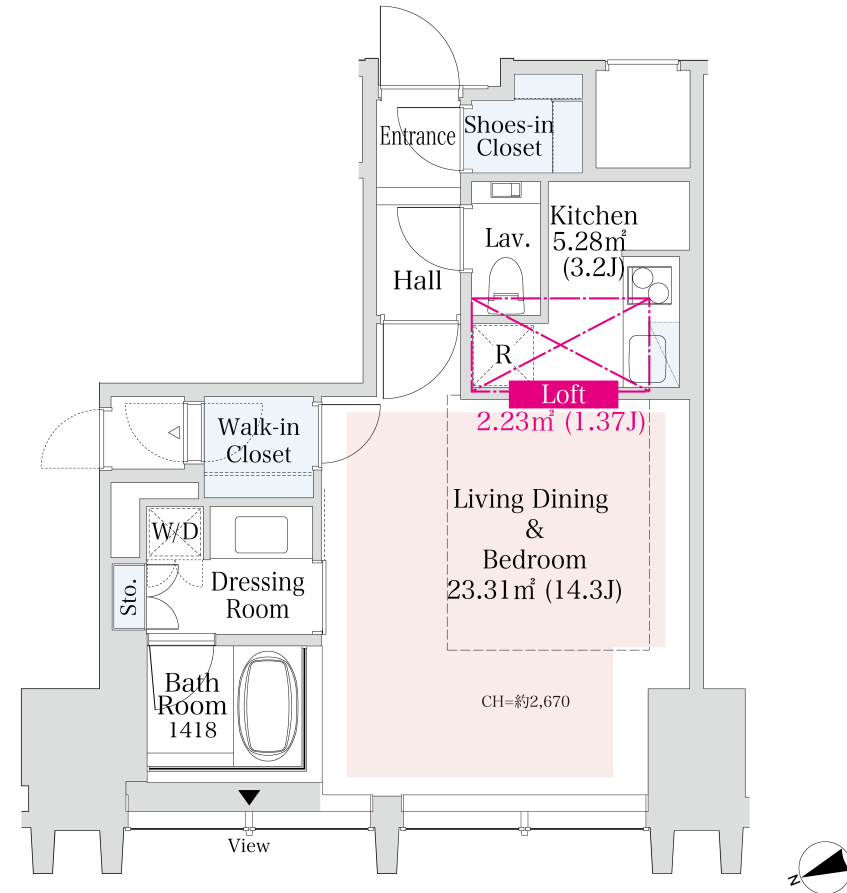 Entrance
Shoes-in
Closet
Kitchen
5.28㎡
(3.2J)
Lav.
Hall
R
Loft
2.23㎡ (1.37J)
Walk-in
Closet
Living Dining
&
Bedroom
23.31㎡ (14.3J)
W/D
Sto.
Dressing
Room
Bath
Room
1418
CH=約2,670
View
N